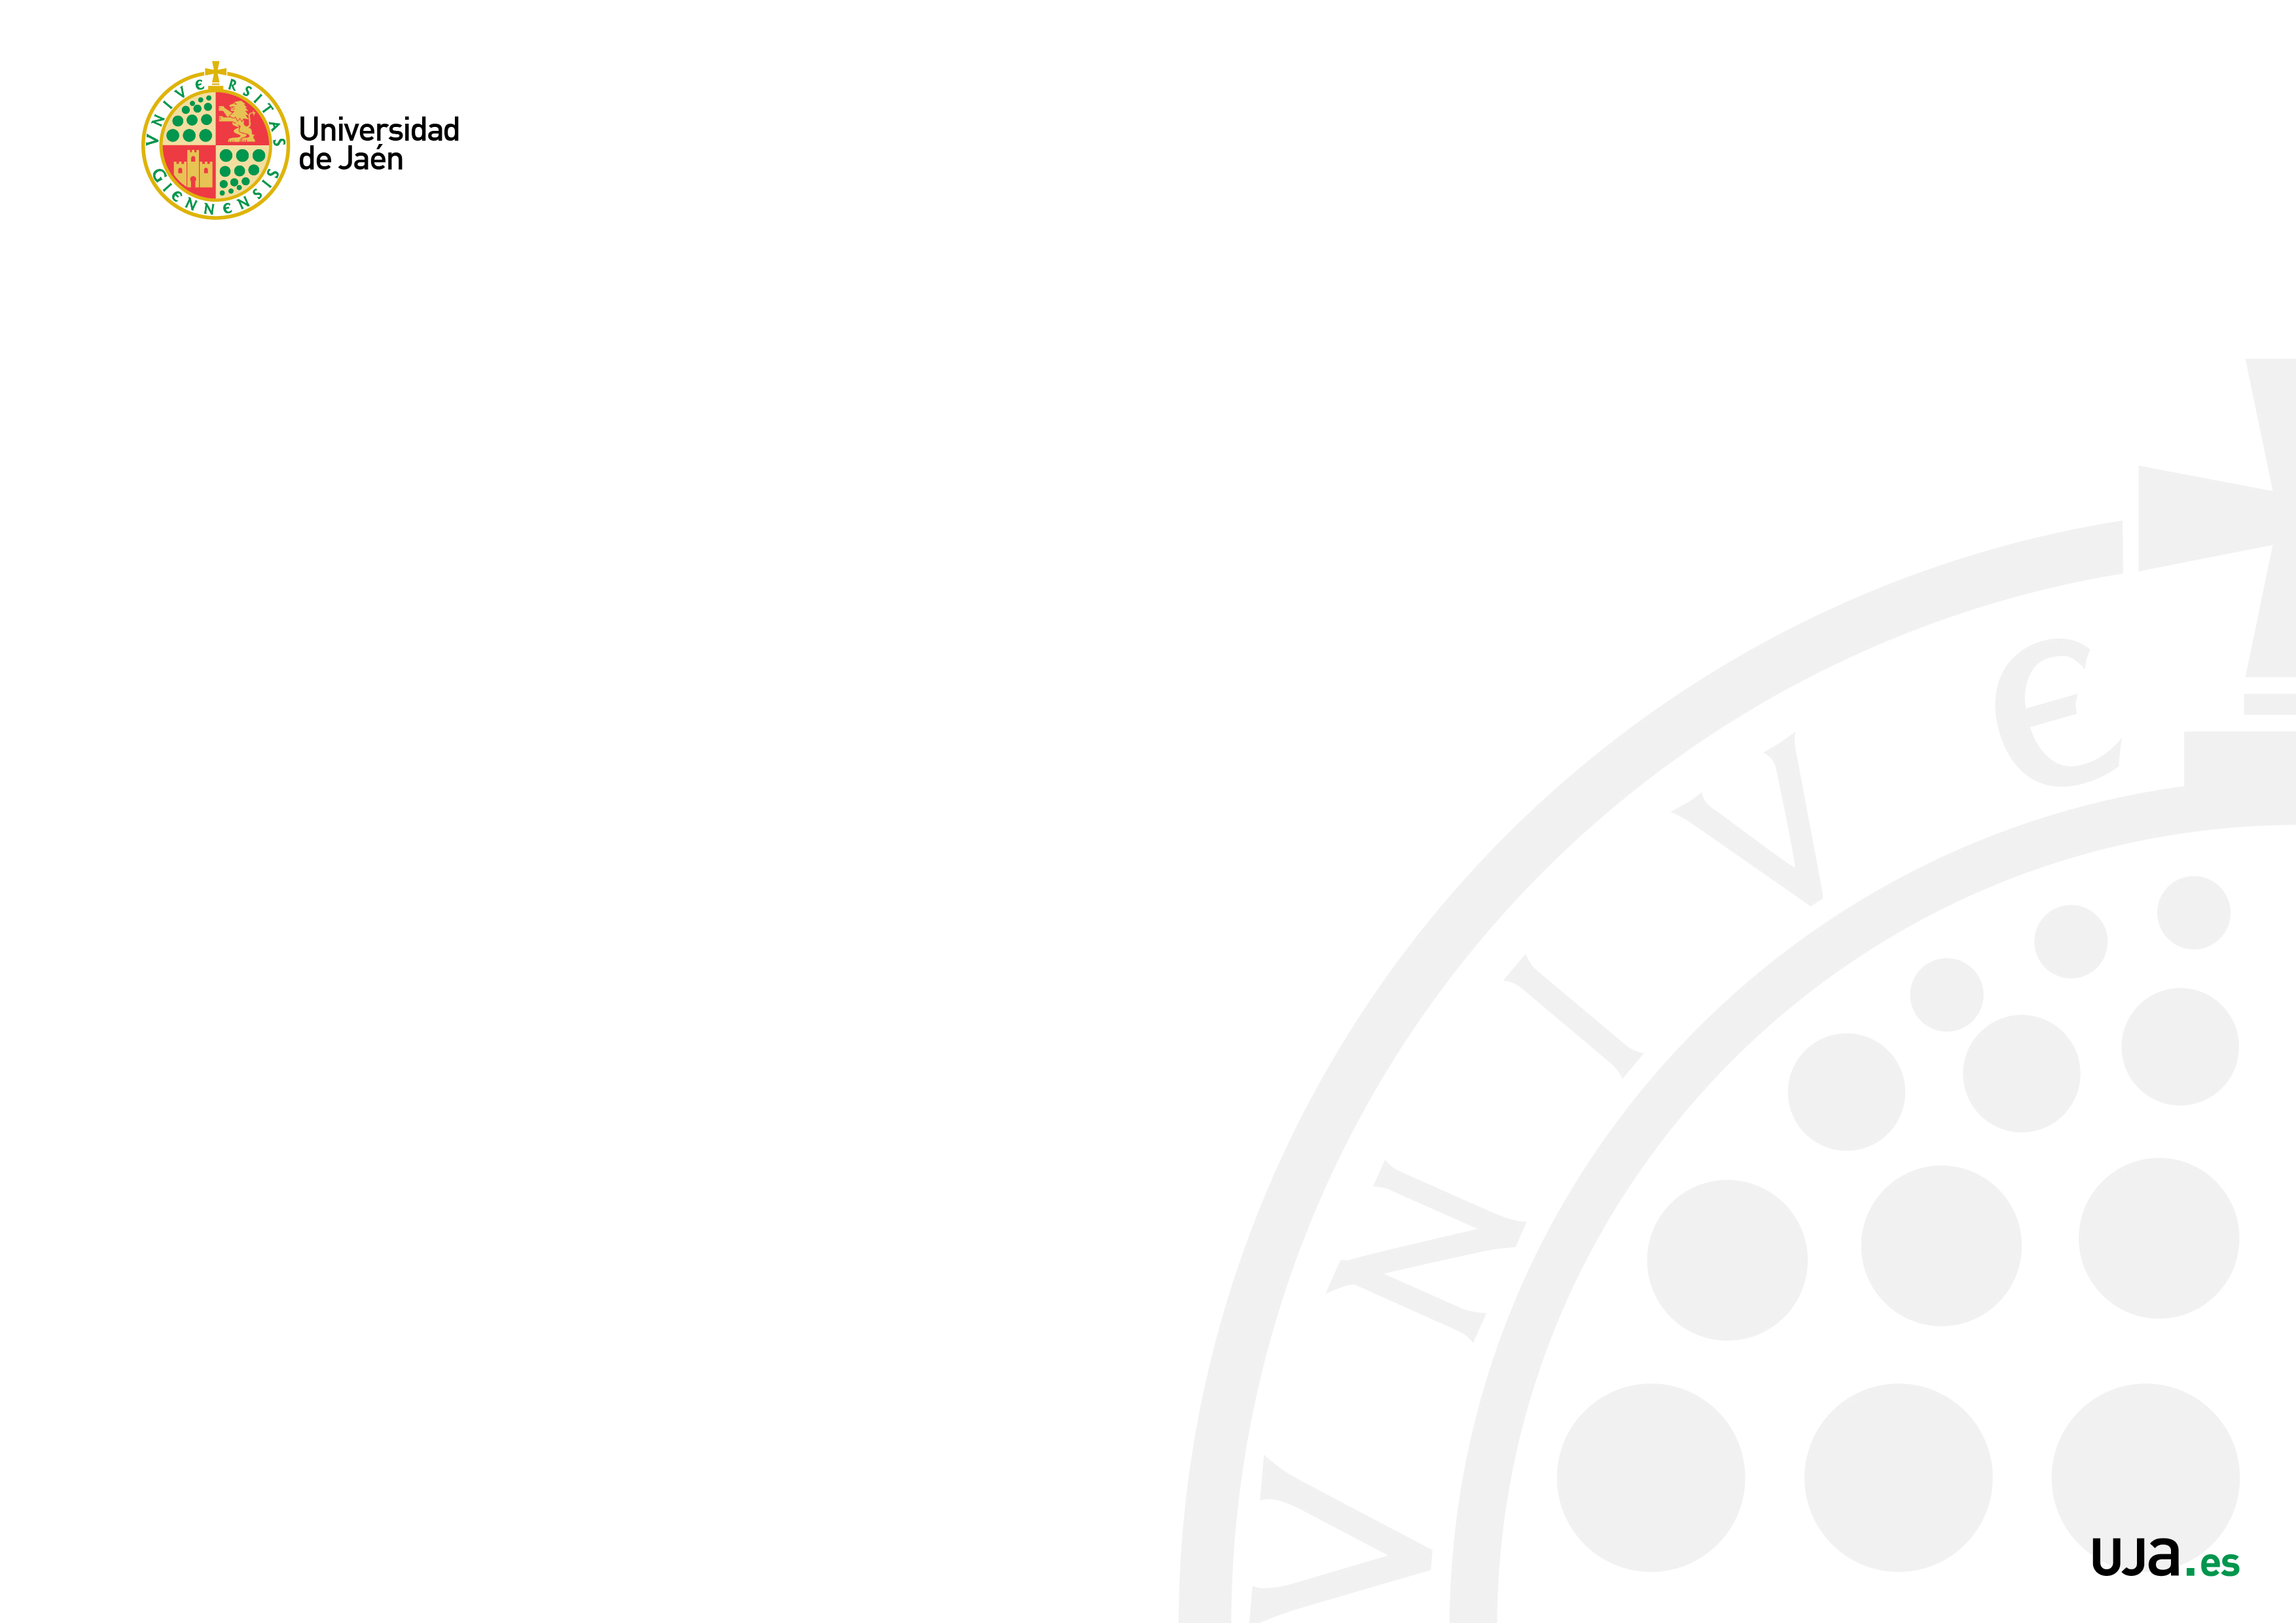 VNIVERSITAS GIENNENSIS
Universidad
de Jaén
VNIVE
uja.es